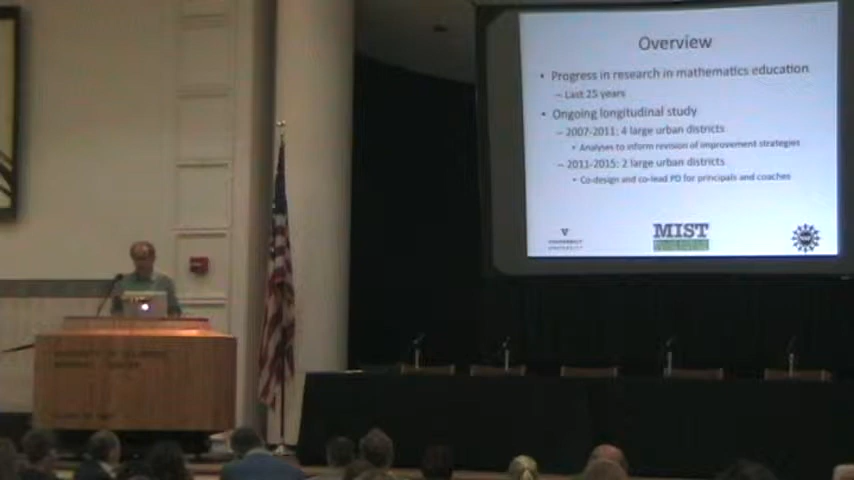 Overview
• Progress in research in mathematics education
– Last 25 years
• Ongoing longitudinal study
– 2007-2011: 4 large urban districts
• Analyses to inform revision of improvement strategies
– 2011-2015: 2 large urban districts
• Co-design and co-lead PD for principals and coaches
V
VANDERBILT
UNIVERSITY
MIST